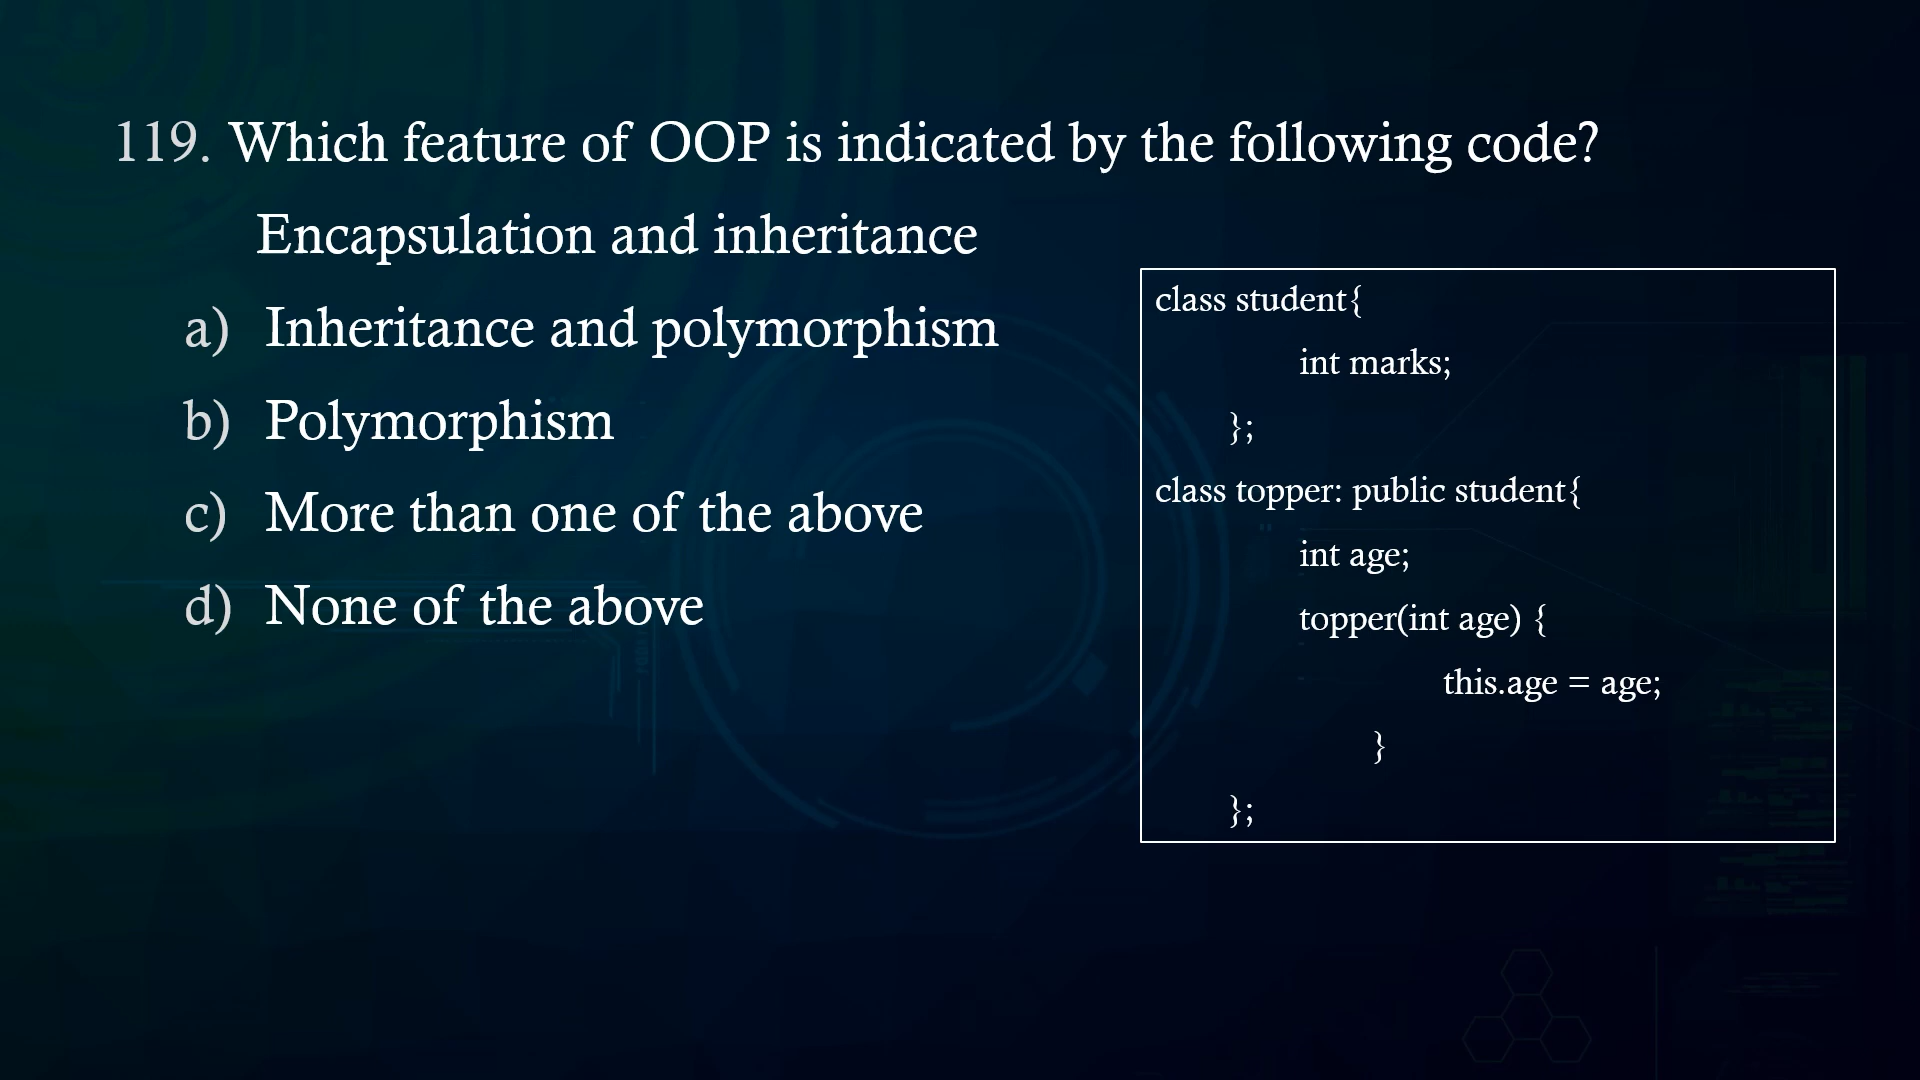 119. Which feature of OOP is indicated by the following code?
Encapsulation and inheritance
a) Inheritance and polymorphism
b) Polymorphism
c) More than one of the above
d) None of the above
class student{
int marks;
};
class topper: public student{
int age;
topper(int age) {
this.age = age;
}
};